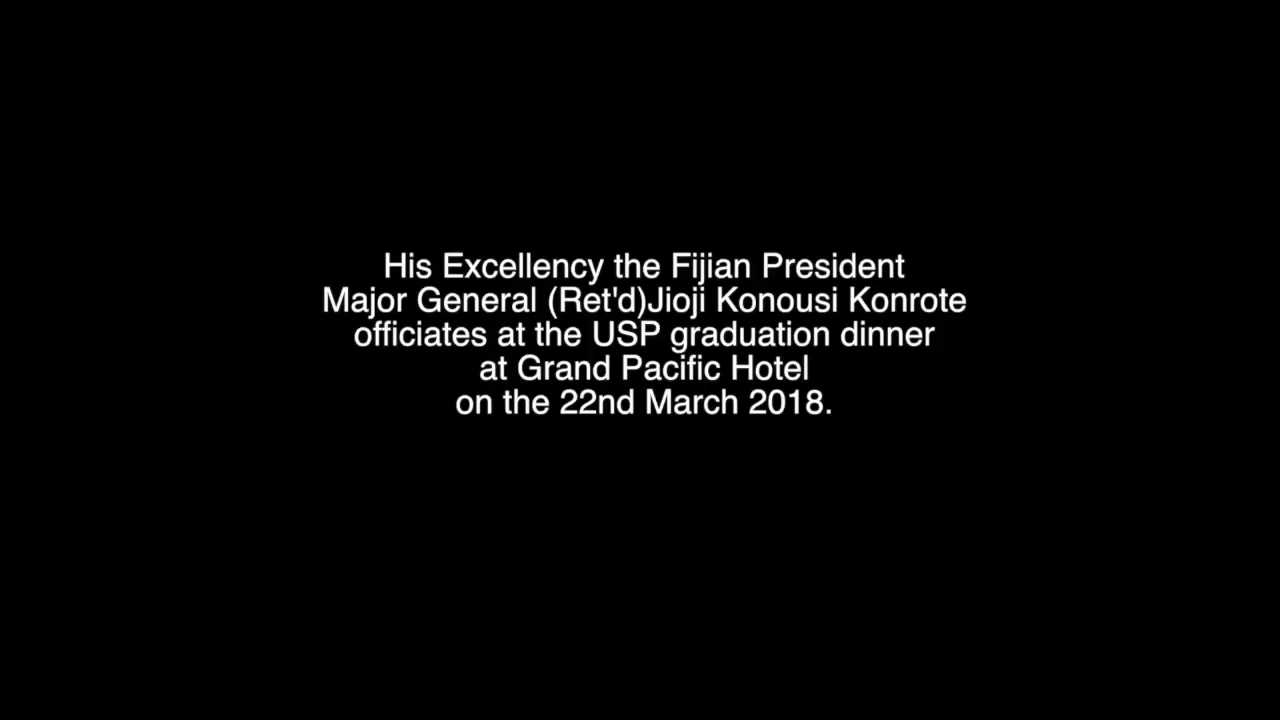 His Excellency the Fijian President
Major General (Ret'd)Jioji Konousi Konrote
officiates at the USP graduation dinner
at Grand Pacific Hotel
on the 22nd March 2018.